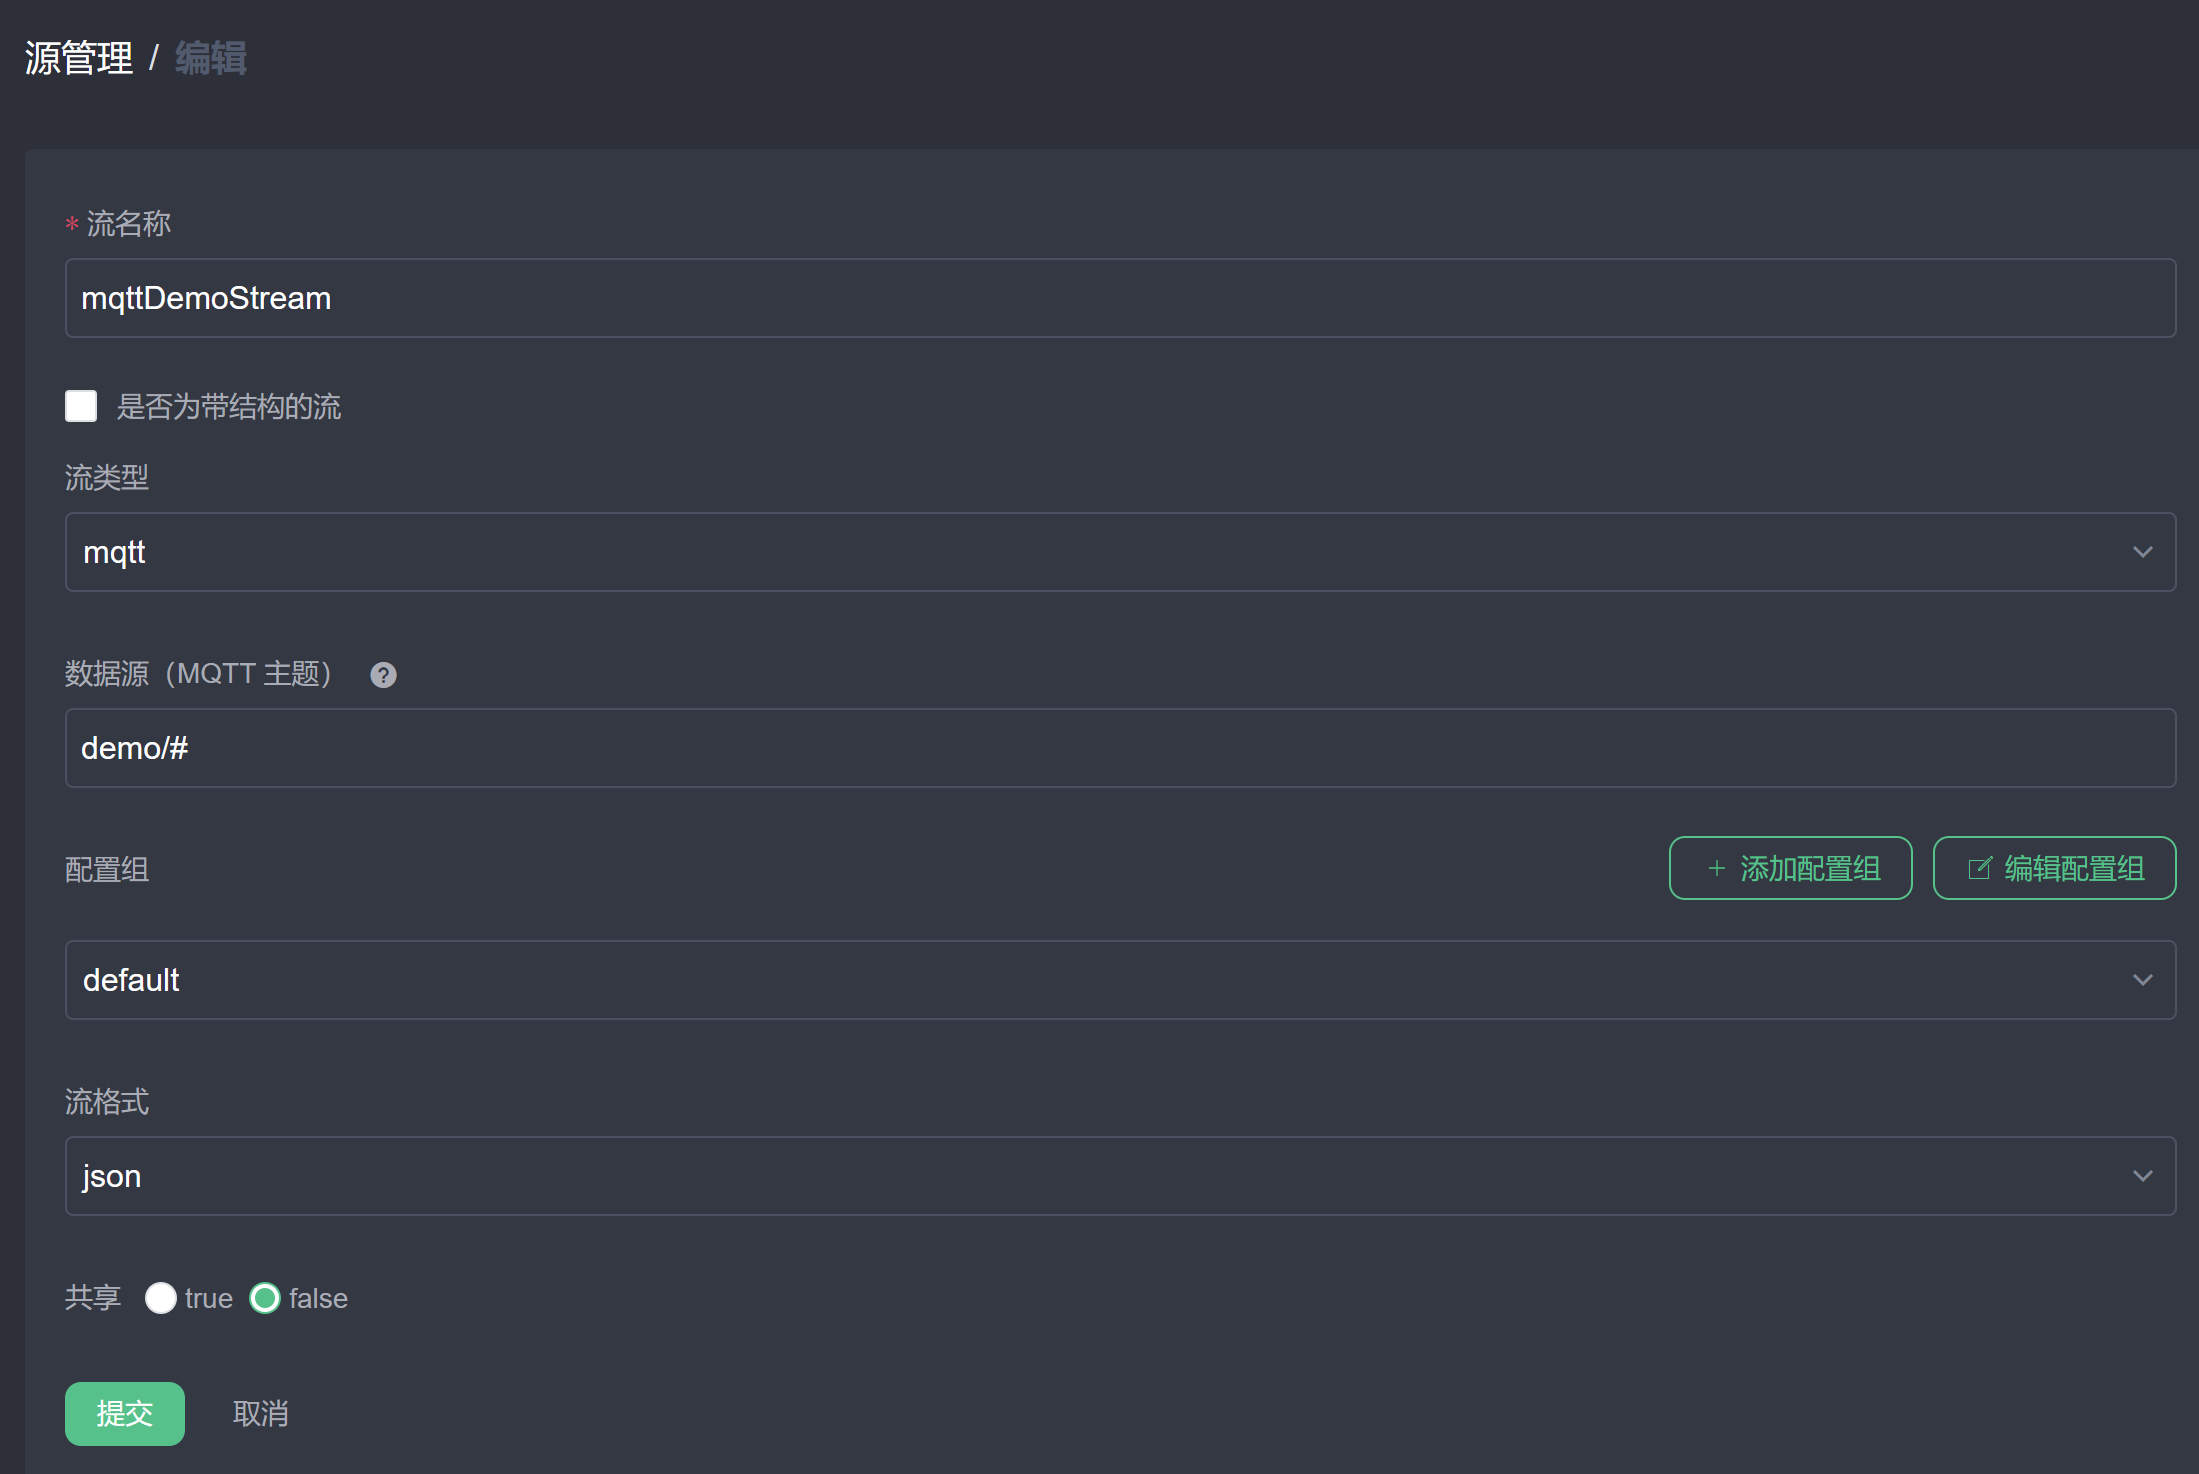 源管理 / 编辑
* 流名称
mqttDemoStream
是否为带结构的流
流类型
mqtt
数据源（MQTT 主题） ?
demo/#
配置组
+ 添加配置组 编辑配置组
default
流格式
json
共享 true false
提交 取消